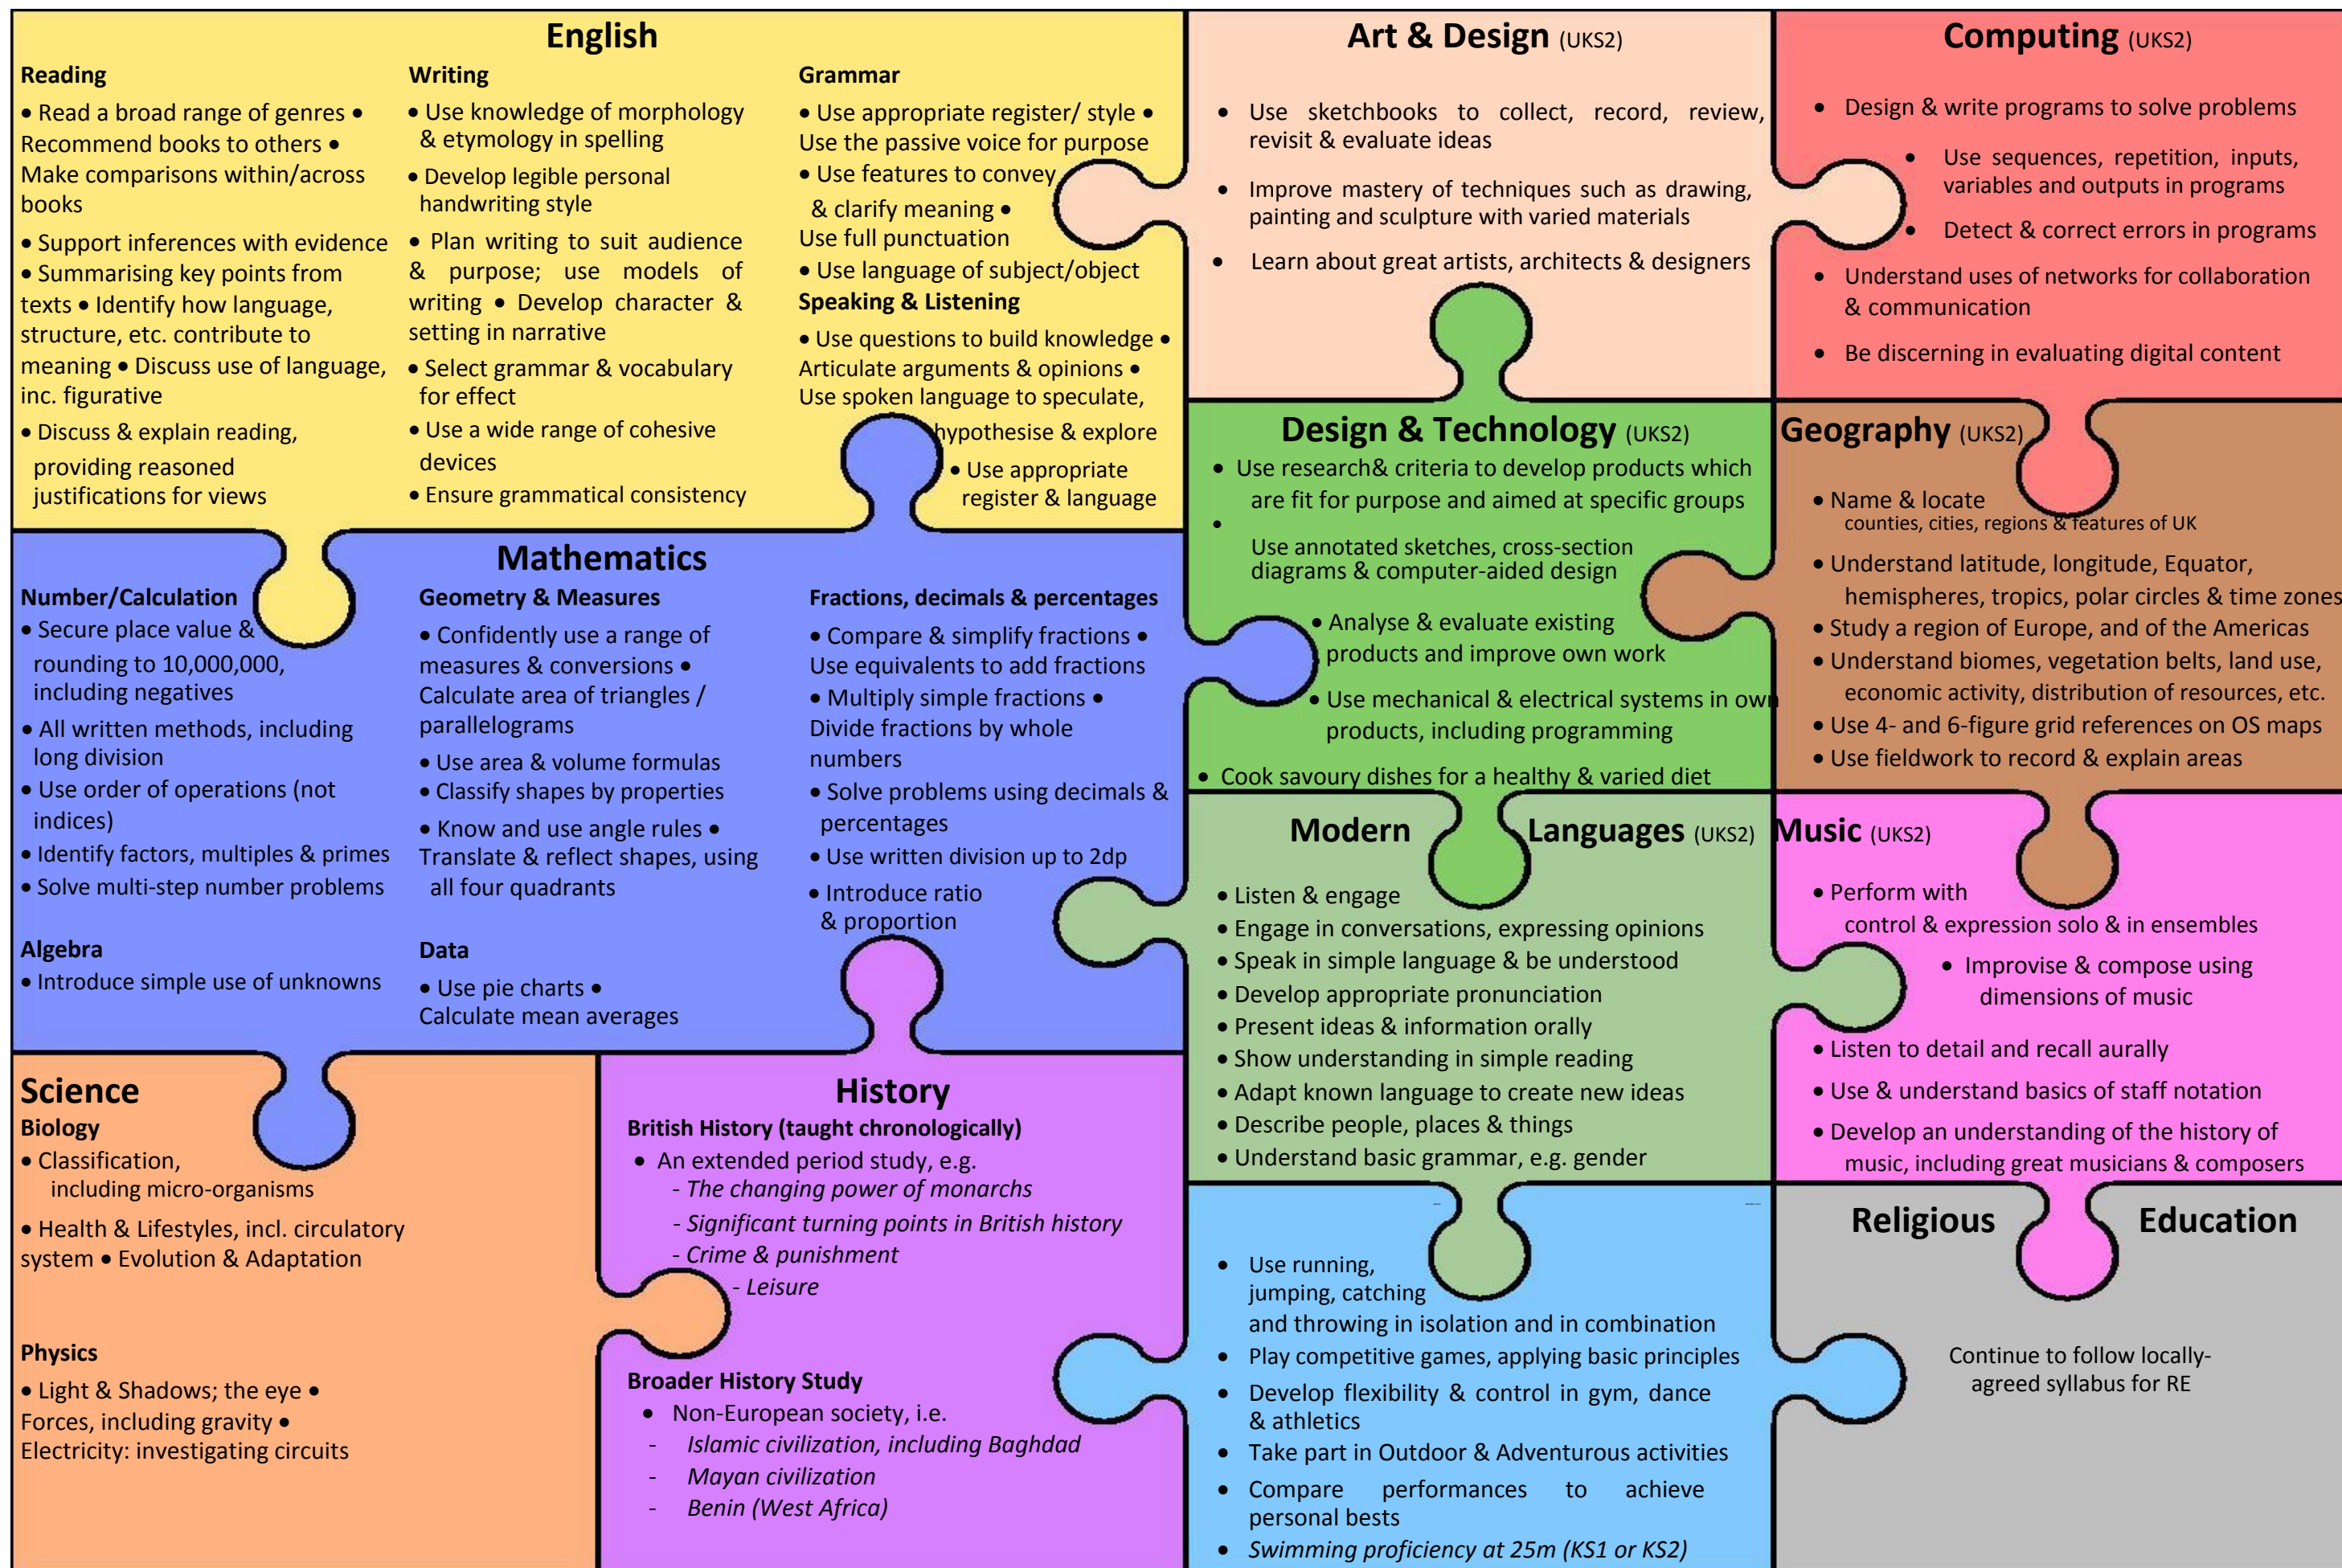 English
Reading
• Read a broad range of genres •
Recommend books to others •
Make comparisons within/across
books
• Support inferences with evidence
• Summarising key points from
texts • Identify how language,
structure, etc. contribute to
meaning • Discuss use of language,
inc. figurative
• Discuss & explain reading,
providing reasoned
justifications for views
Writing
• Use knowledge of morphology
& etymology in spelling
• Develop legible personal
handwriting style
• Plan writing to suit audience
& purpose; use models of
writing • Develop character &
setting in narrative
• Select grammar & vocabulary
for effect
• Use a wide range of cohesive
devices
• Ensure grammatical consistency
Grammar
• Use appropriate register/ style •
Use the passive voice for purpose
• Use features to convey
& clarify meaning •
Use full punctuation
• Use language of subject/object
Speaking & Listening
• Use questions to build knowledge •
Articulate arguments & opinions •
Use spoken language to speculate,
hypothesise & explore
• Use appropriate
register & language
Art & Design (UKS2)
• Use sketchbooks to collect, record, review,
revisit & evaluate ideas
• Improve mastery of techniques such as drawing,
painting and sculpture with varied materials
• Learn about great artists, architects & designers
Computing (UKS2)
• Design & write programs to solve problems
• Use sequences, repetition, inputs,
variables and outputs in programs
• Detect & correct errors in programs
• Understand uses of networks for collaboration
& communication
• Be discerning in evaluating digital content
Mathematics
Number/Calculation
• Secure place value &
rounding to 10,000,000,
including negatives
• All written methods, including
long division
• Use order of operations (not
indices)
• Identify factors, multiples & primes
• Solve multi-step number problems
Algebra
• Introduce simple use of unknowns
Geometry & Measures
• Confidently use a range of
measures & conversions •
Calculate area of triangles /
parallelograms
• Use area & volume formulas
• Classify shapes by properties
• Know and use angle rules •
Translate & reflect shapes, using
all four quadrants
Data
• Use pie charts •
Calculate mean averages
Fractions, decimals & percentages
• Compare & simplify fractions •
Use equivalents to add fractions
• Multiply simple fractions •
Divide fractions by whole
numbers
• Solve problems using decimals &
percentages
• Use written division up to 2dp
• Introduce ratio
& proportion
Design & Technology (UKS2)
• Use research& criteria to develop products which
are fit for purpose and aimed at specific groups
•
Use annotated sketches, cross-section
diagrams & computer-aided design
• Analyse & evaluate existing
products and improve own work
• Use mechanical & electrical systems in own
products, including programming
• Cook savoury dishes for a healthy & varied diet
Geography (UKS2)
• Name & locate
counties, cities, regions & features of UK
• Understand latitude, longitude, Equator,
hemispheres, tropics, polar circles & time zones
• Study a region of Europe, and of the Americas
• Understand biomes, vegetation belts, land use,
economic activity, distribution of resources, etc.
• Use 4- and 6-figure grid references on OS maps
• Use fieldwork to record & explain areas
Modern Languages (UKS2)
• Listen & engage
• Engage in conversations, expressing opinions
• Speak in simple language & be understood
• Develop appropriate pronunciation
• Present ideas & information orally
• Show understanding in simple reading
• Adapt known language to create new ideas
• Describe people, places & things
• Understand basic grammar, e.g. gender
Music (UKS2)
• Perform with
control & expression solo & in ensembles
• Improvise & compose using
dimensions of music
• Listen to detail and recall aurally
• Use & understand basics of staff notation
• Develop an understanding of the history of
music, including great musicians & composers
Science
Biology
• Classification,
including micro-organisms
• Health & Lifestyles, incl. circulatory
system • Evolution & Adaptation
Physics
• Light & Shadows; the eye •
Forces, including gravity •
Electricity: investigating circuits
History
British History (taught chronologically)
• An extended period study, e.g.
- The changing power of monarchs
- Significant turning points in British history
- Crime & punishment
- Leisure
Broader History Study
• Non-European society, i.e.
- Islamic civilization, including Baghdad
- Mayan civilization
- Benin (West Africa)
• Use running,
jumping, catching
and throwing in isolation and in combination
• Play competitive games, applying basic principles
• Develop flexibility & control in gym, dance
& athletics
• Take part in Outdoor & Adventurous activities
• Compare performances to achieve
personal bests
• Swimming proficiency at 25m (KS1 or KS2)
Religious Education
Continue to follow locally-
agreed syllabus for RE